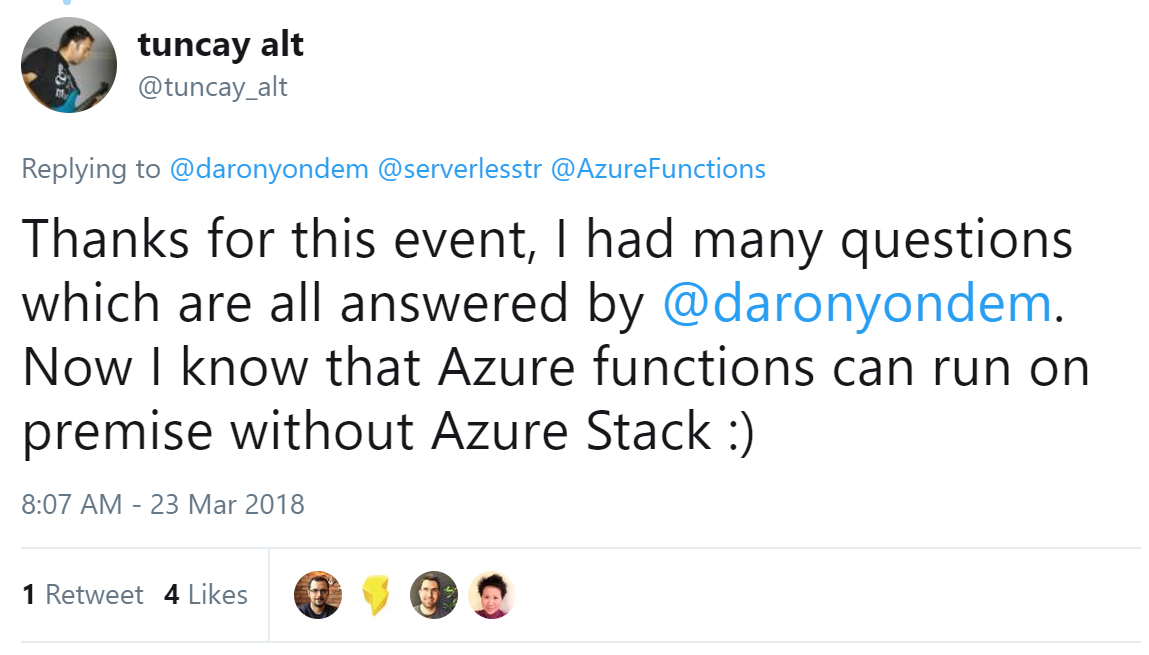 tuncay alt
@tuncay_alt
Replying to @daronyondem @serverlesstr @AzureFunctions
Thanks for this event, I had many questions
which are all answered by @daronyondem.
Now I know that Azure functions can run on
premise without Azure Stack :)
8:07 AM - 23 Mar 2018
1 Retweet 4 Likes